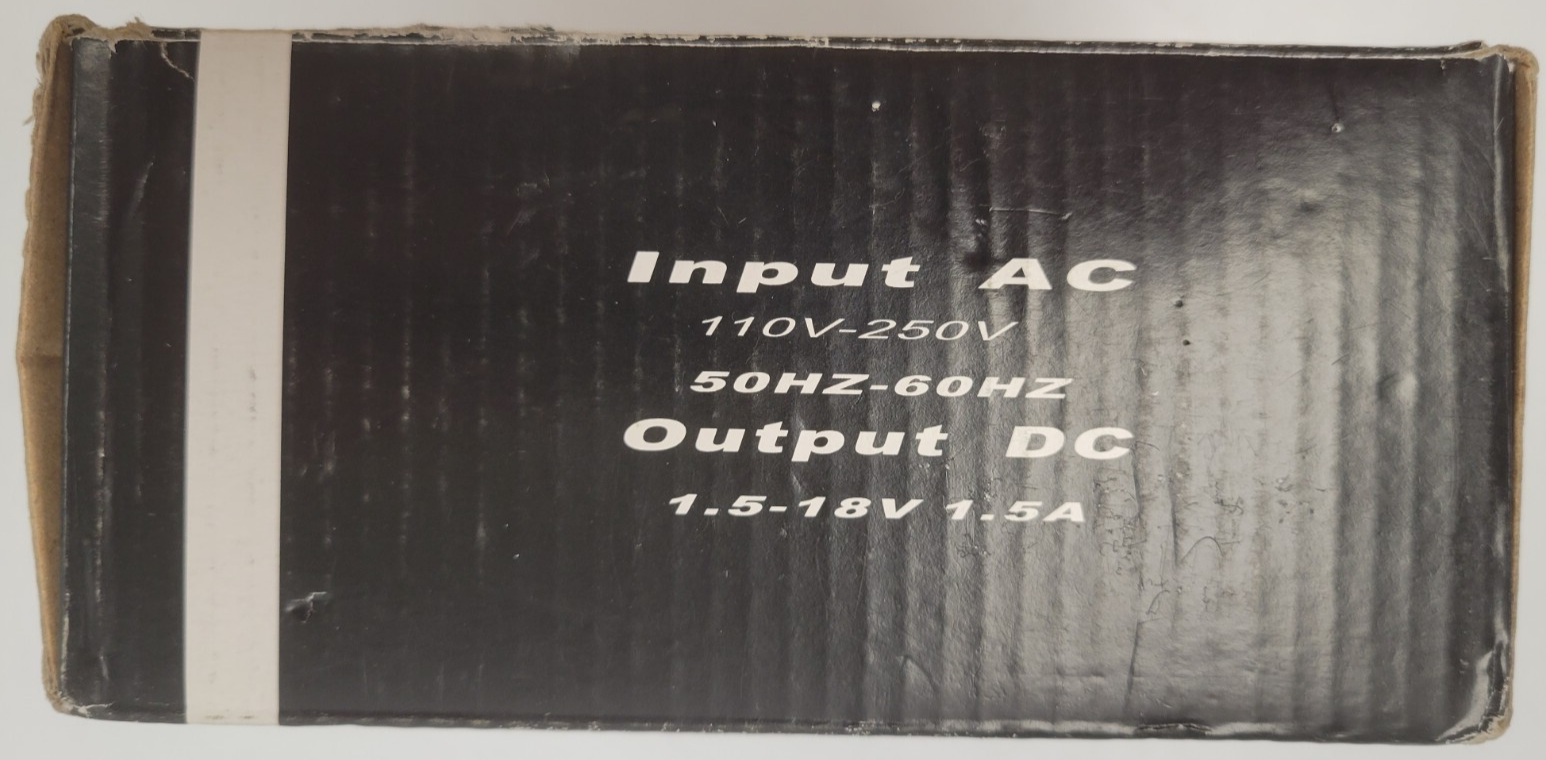 Input AC
110V-250V
50HZ-60HZ
Output DC
1.5-18V 1.5A